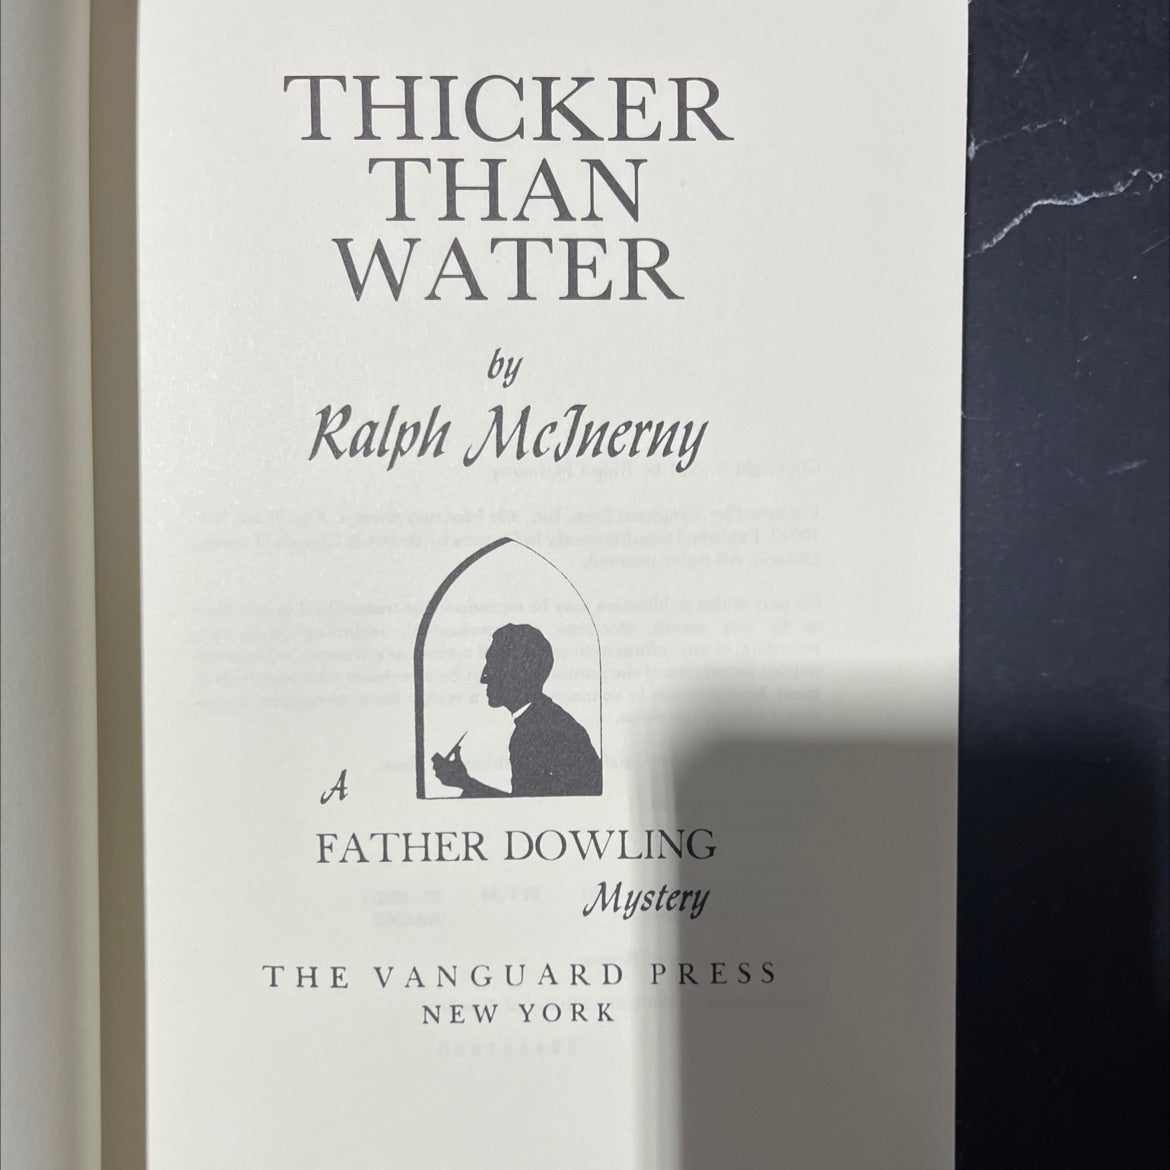 THICKER
THAN
WATER
by
Ralph McInerny
A
FATHER DOWLING
Mystery
THE VANGUARD PRESS
NEW YORK